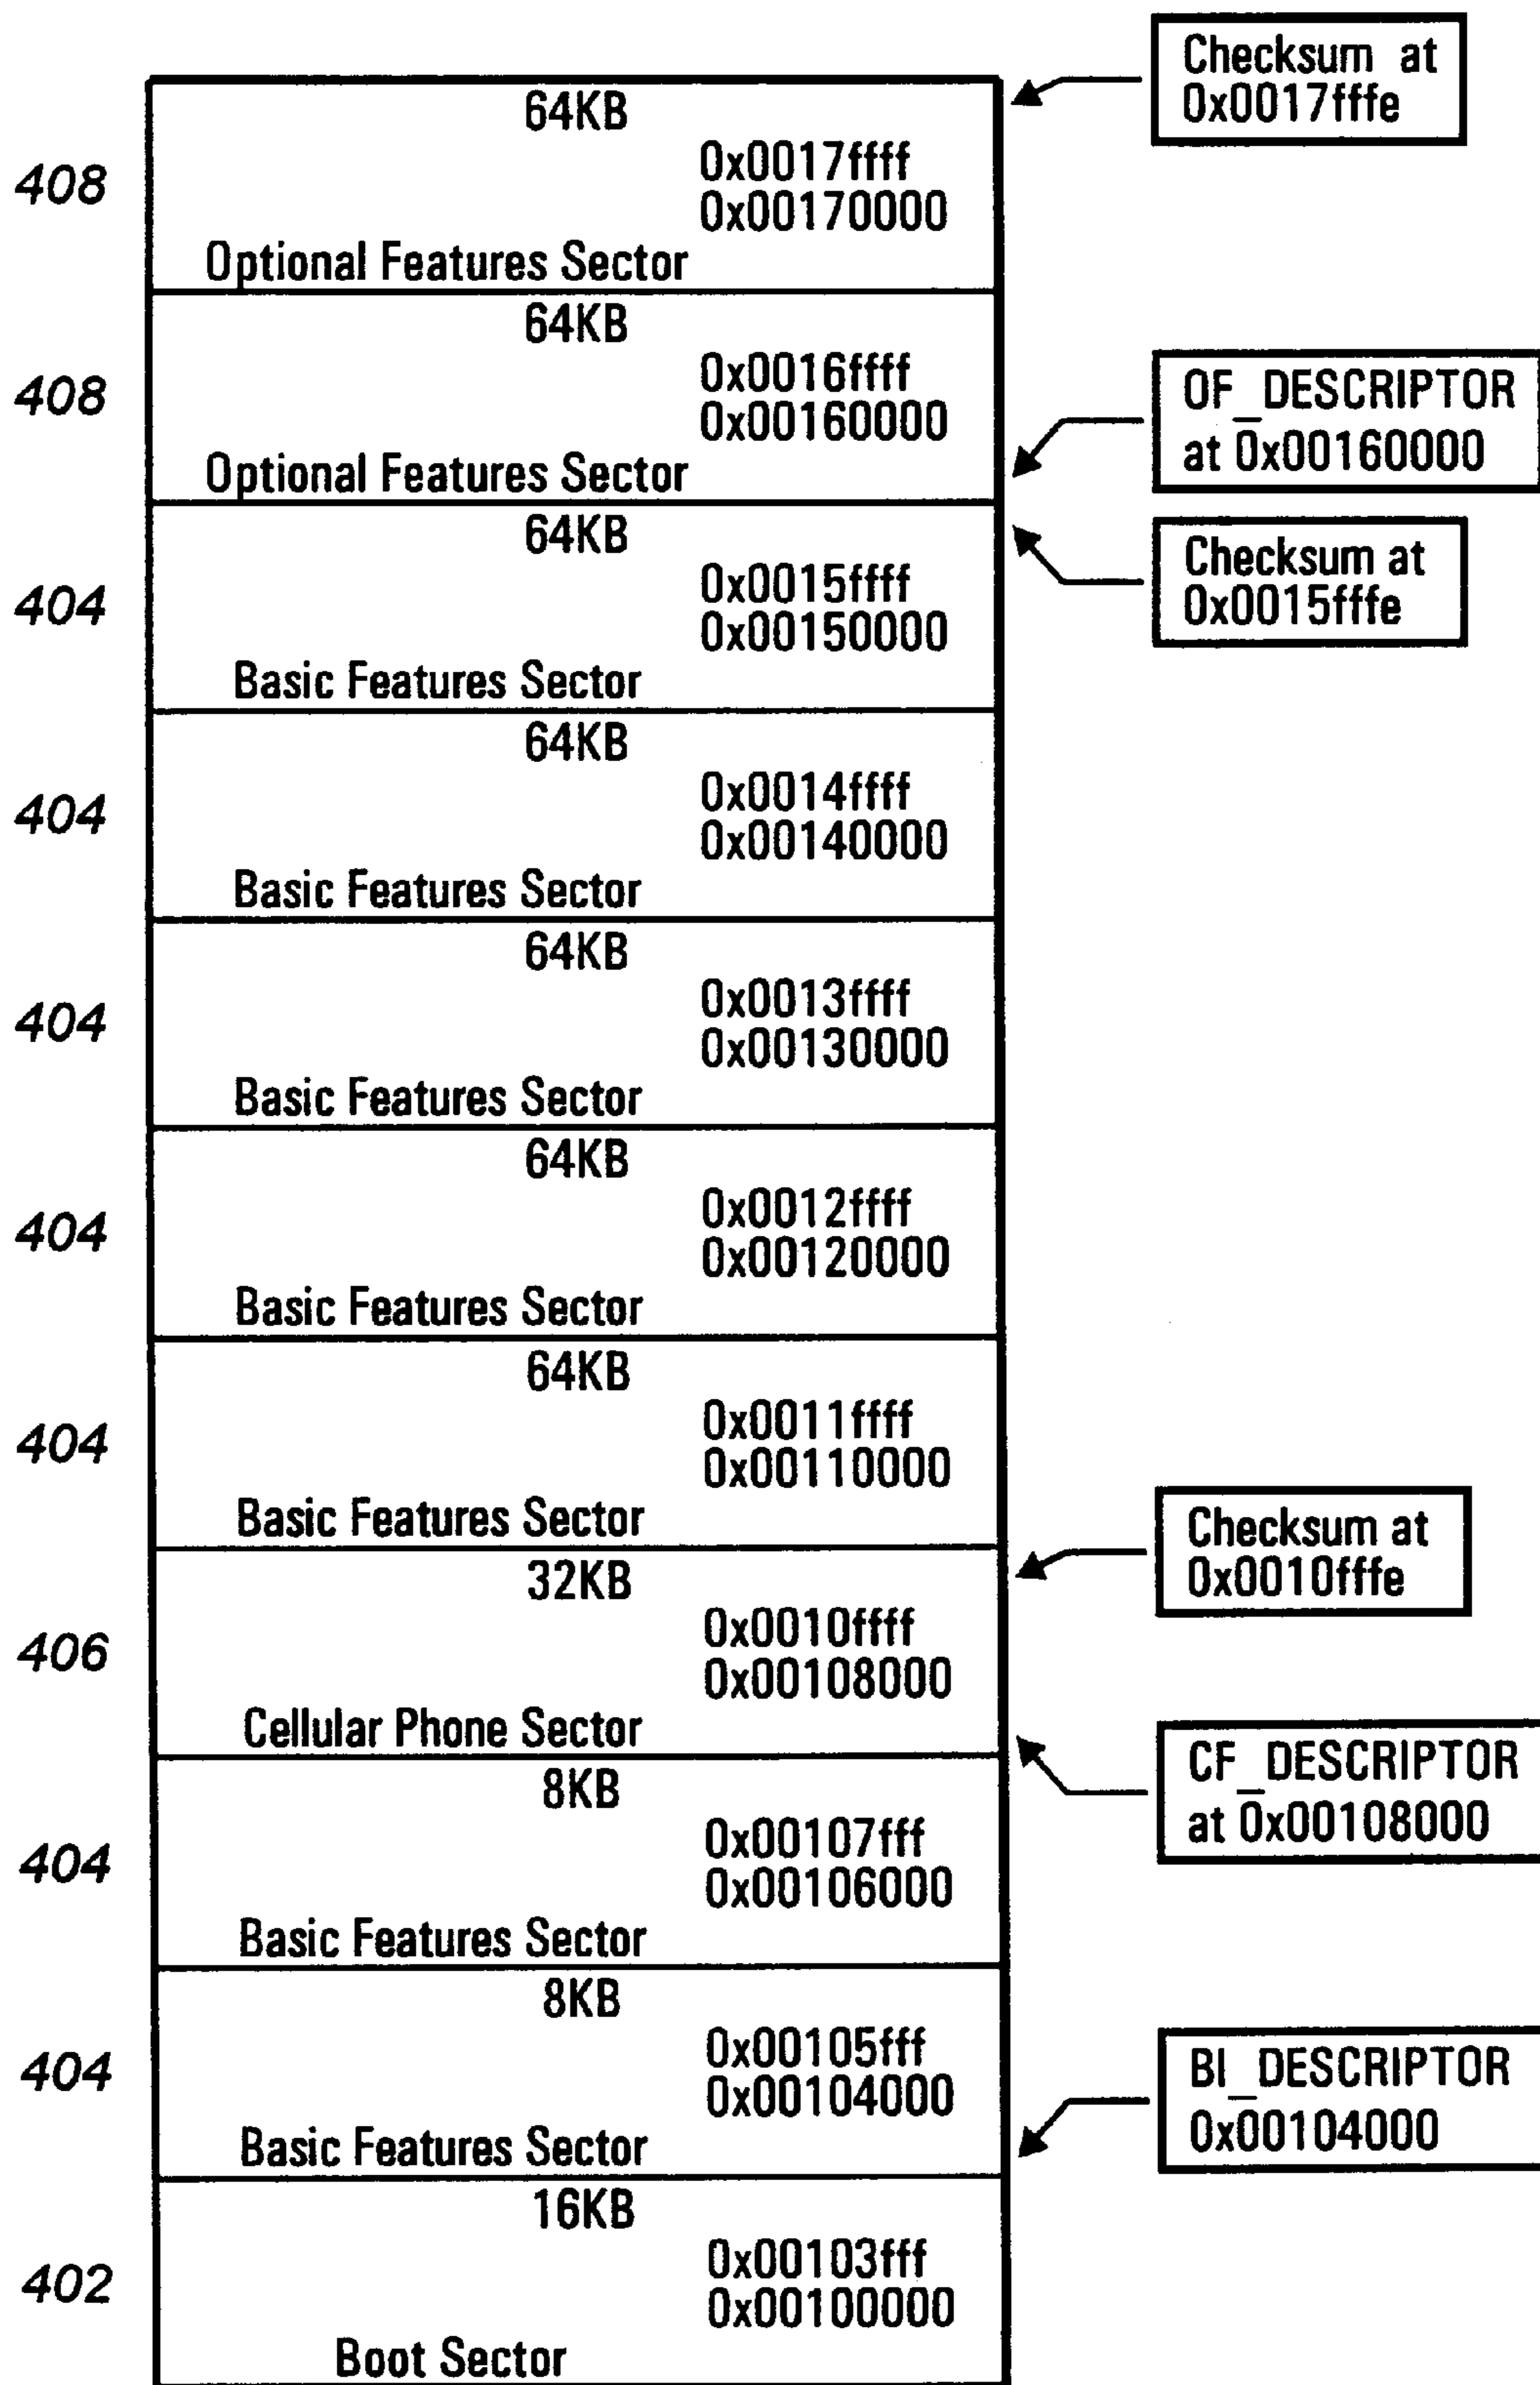 Checksum at
0x0017fffe
64KB
408
0x0017ffff
0x00170000
Optional Features Sector
64KB
408
0x0016ffff
0x00160000
Optional Features Sector
OF_DESCRIPTOR
at 0x00160000
64KB
404
0x0015ffff
0x00150000
Basic Features Sector
Checksum at
0x0015fffe
64KB
404
0x0014ffff
0x00140000
Basic Features Sector
64KB
404
0x0013ffff
0x00130000
Basic Features Sector
64KB
404
0x0012ffff
0x00120000
Basic Features Sector
64KB
404
0x0011ffff
0x00110000
Basic Features Sector
Checksum at
0x0010fffe
32KB
406
0x0010ffff
0x00108000
Cellular Phone Sector
CF_DESCRIPTOR
at 0x00108000
8KB
404
0x00107fff
0x00106000
Basic Features Sector
8KB
404
0x00105fff
0x00104000
Basic Features Sector
BI_DESCRIPTOR
0x00104000
16KB
402
0x00103fff
0x00100000
Boot Sector